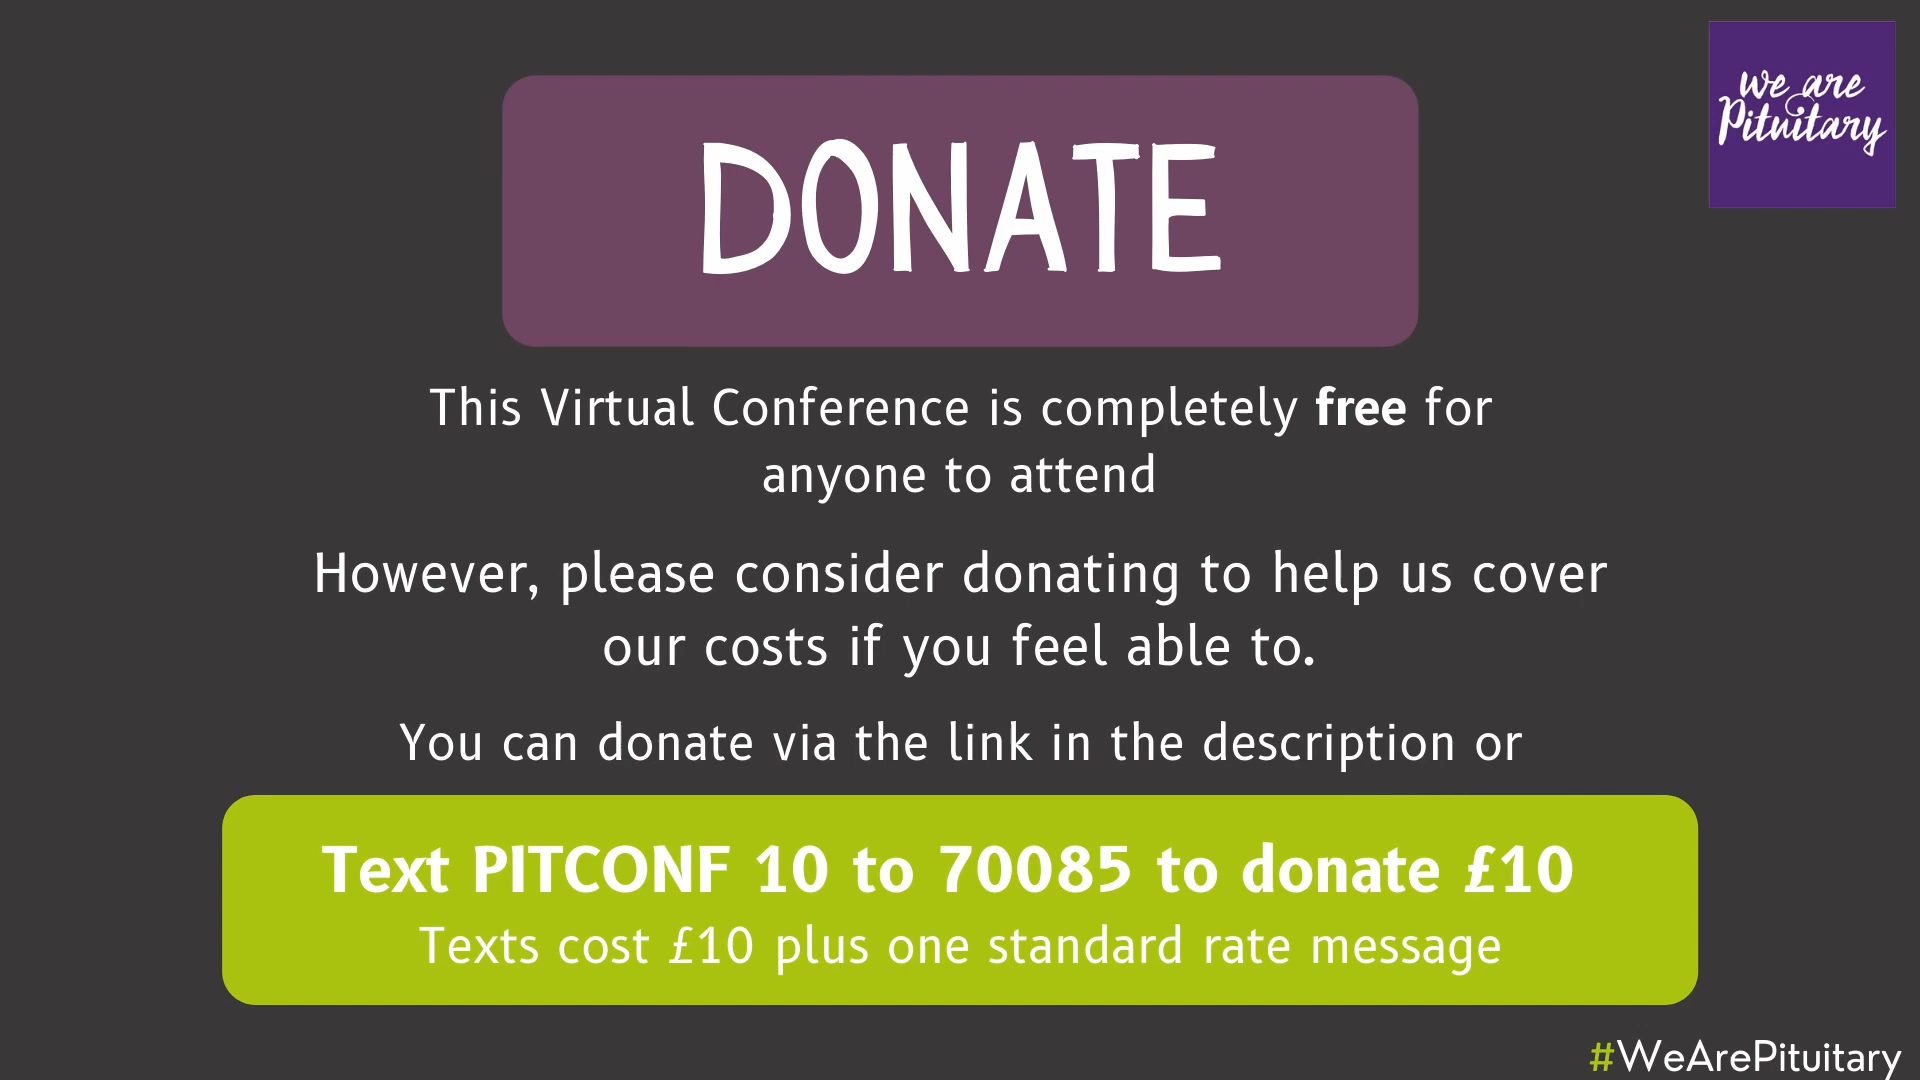 we are
Pituitary
DONATE
This Virtual Conference is completely free for
anyone to attend
However, please consider donating to help us cover
our costs if you feel able to.
You can donate via the link in the description or
Text PITCONF 10 to 70085 to donate £10
Texts cost £10 plus one standard rate message
#WeArePituitary